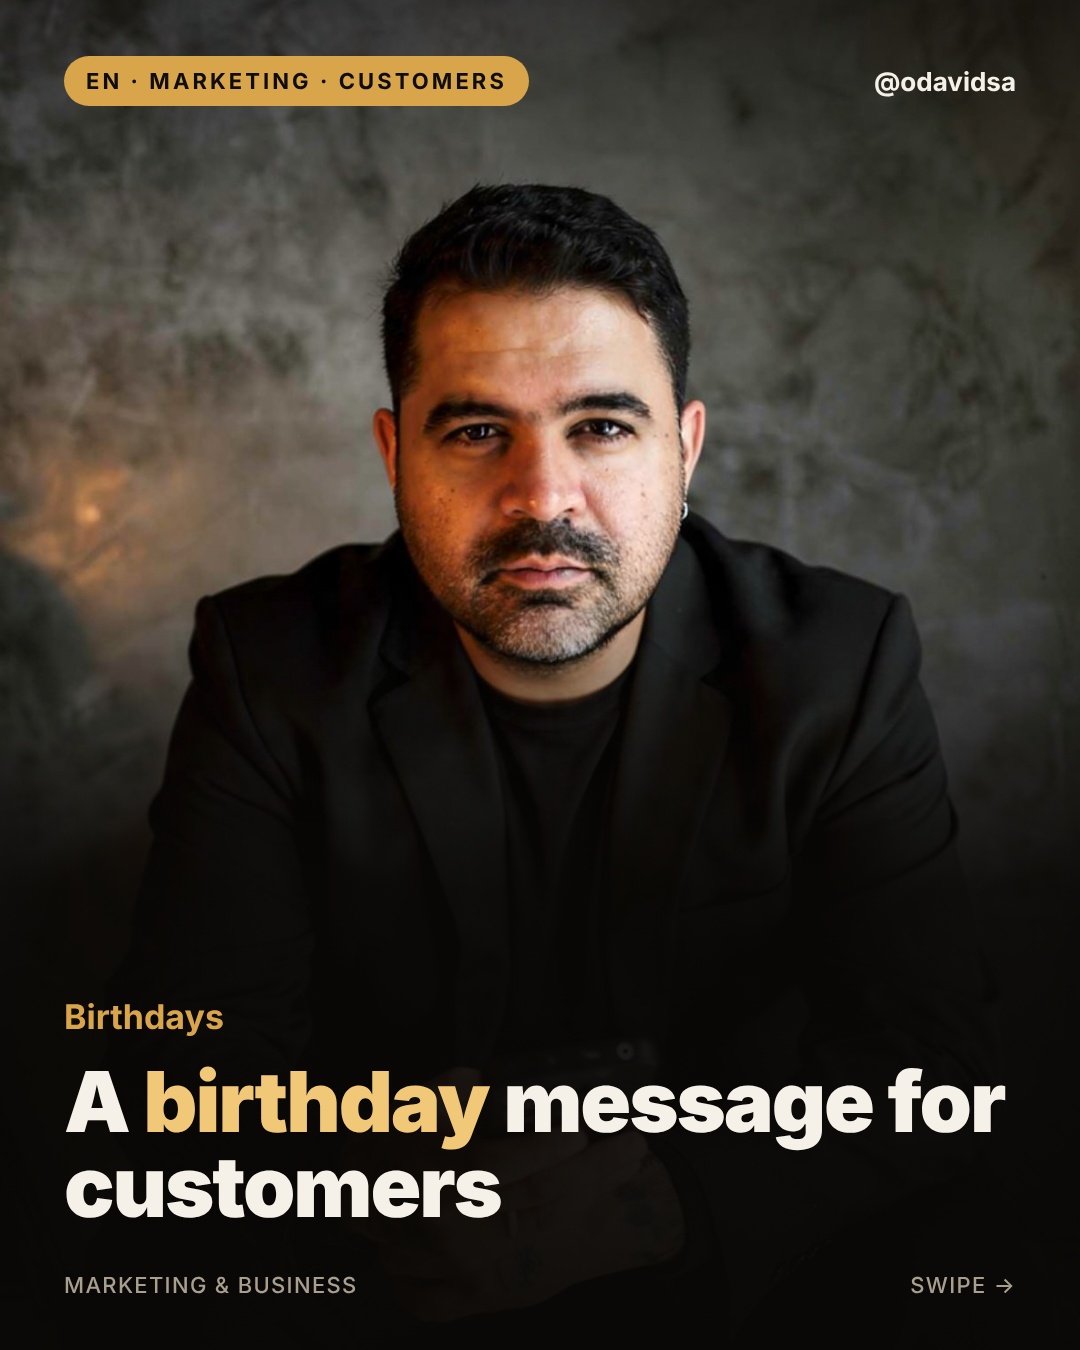 EN · MARKETING · CUSTOMERS
@odavidsa
Birthdays
A birthday message for
customers
MARKETING & BUSINESS
SWIPE →